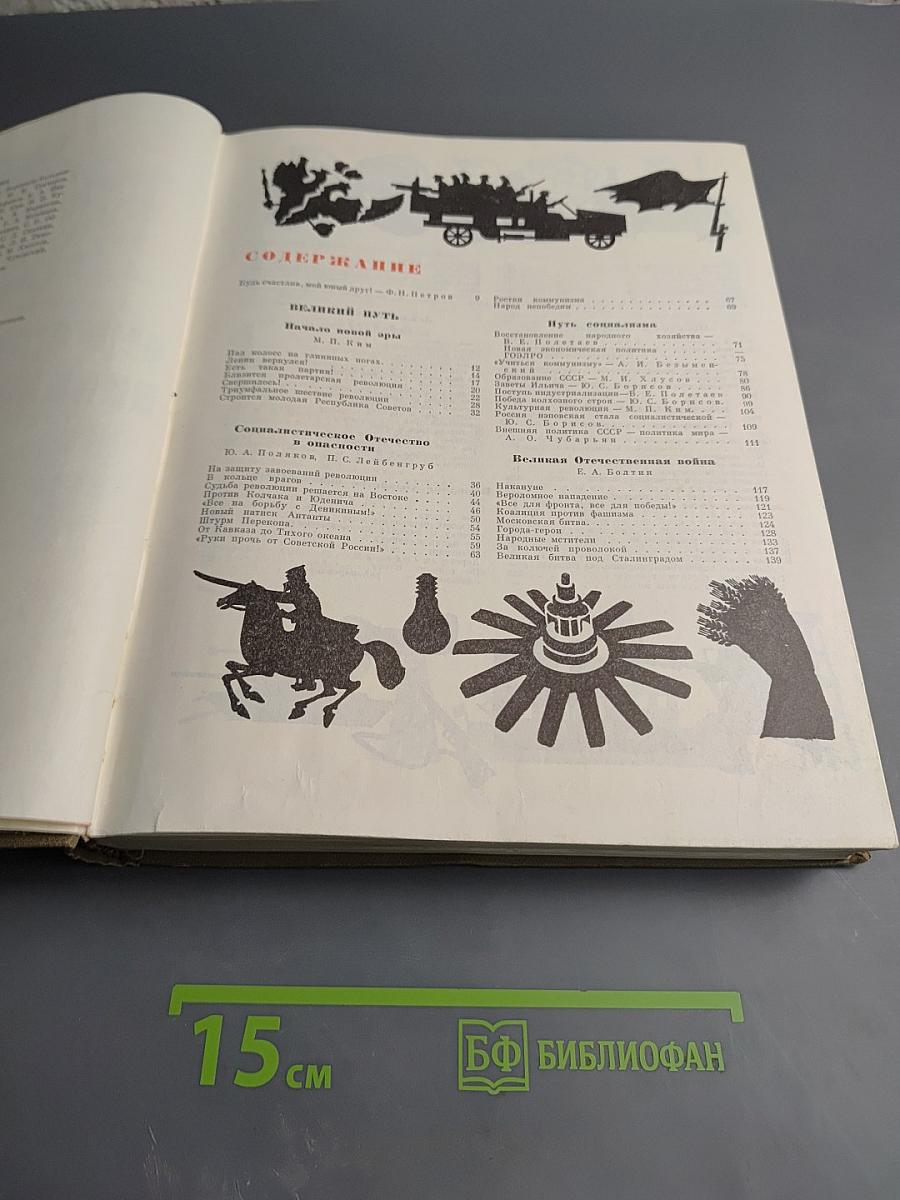 СОДЕРЖАНИЕ
Будь счастлив, мой юный друг! — Ф. Н. Петров 9
ВЕЛИКИЙ ПУТЬ
Начало новой эры
М. П. Ким
Над колосс на глиняных ногах.
Ленин вернулся! 12
Есть такая партия! 14
Близится пролетарская революция 17
Свершилось! 20
Триумфальное шествие революции 22
Строится молодая Республика Советов 28
32
Социалистическое Отечество
в опасности
Ю. А. Поляков, П. С. Лейбенгруб
На защиту завоеваний революции 36
В кольце врагов 40
Судьба революции решается на Востоке 44
Против Колчака и Юденича 46
«Все на борьбу с Деникиным!» 50
Новый натиск Антанты 54
Штурм Перекопа 55
От Кавказа до Тихого океана 59
«Руки прочь от Советской России!» 63
Ростки коммунизма 67
Народ непобедим 69
Путь социализма
Восстановление народного хозяйства —
В. Е. Полетаев 71
Новая экономическая политика —
ГОЭЛРО 75
«Учиться коммунизму» — А. И. Безымен-
ский 78
Образование СССР — М. И. Хлусов 80
Заветы Ильича — Ю. С. Борисов 86
Поступь индустриализации — В. Е. Полетаев 90
Победа колхозного строя — Ю. С. Борисов. 99
Культурная революция — М. П. Ким. 104
Россия нэповская стала социалистической —
Ю. С. Борисов. 109
Внешняя политика СССР — политика мира —
А. О. Чубарьян 111
Великая Отечественная война
Е. А. Болтин
Накануне 117
Вероломное нападение 119
«Все для фронта, все для победы!» 121
Коалиция против фашизма 123
Московская битва. 124
Города-герои 128
Народные мстители 133
За колючей проволокой 137
Великая битва под Сталинградом 139
15 см
БФ БИБЛИОФАН